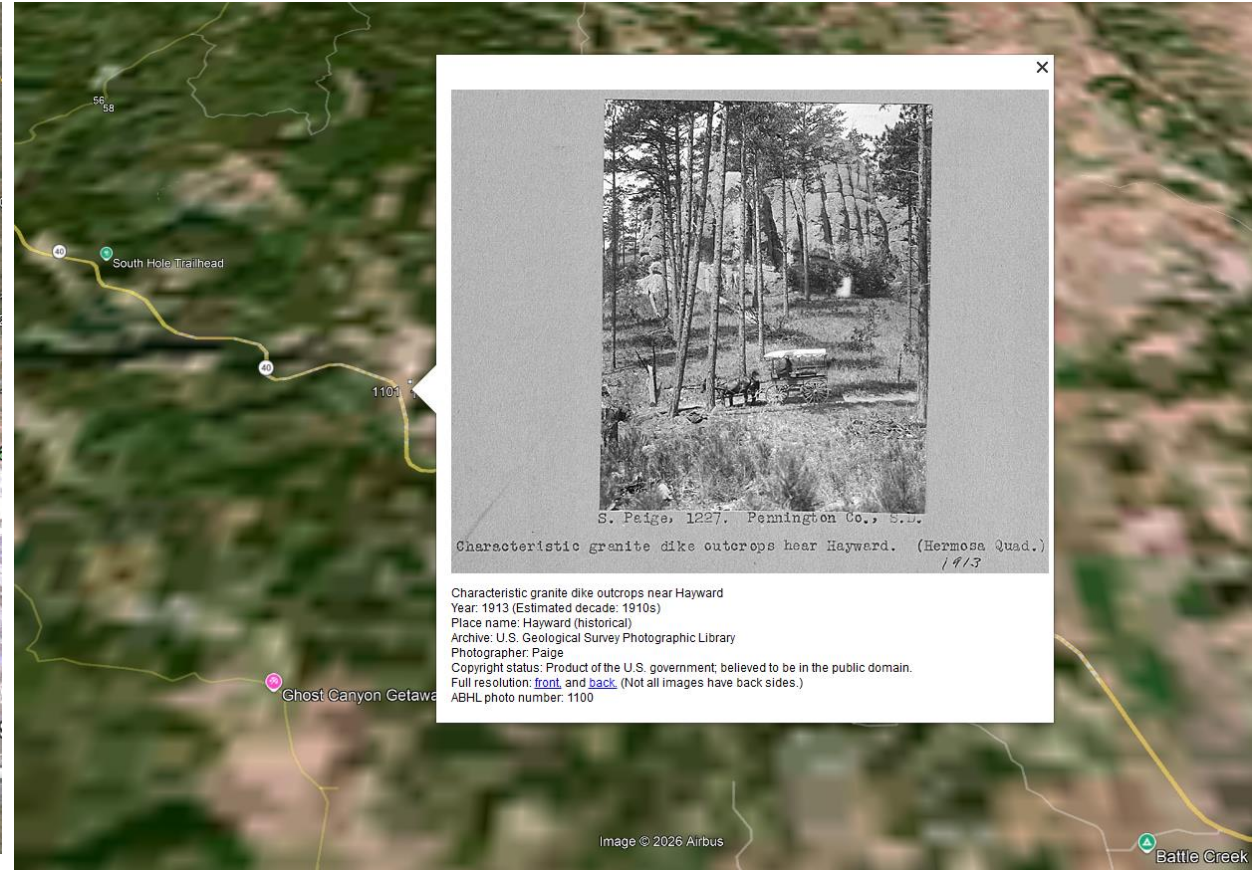 56
58
40
South Hole Trailhead
40
1101
Ghost Canyon Getawa
S. Paige, 1227. Pennington Co., S.D.
Characteristic granite dike outcrops near Hayward. (Hermosa Quad.)
1913
Characteristic granite dike outcrops near Hayward
Year: 1913 (Estimated decade: 1910s)
Place name: Hayward (historical)
Archive: U.S. Geological Survey Photographic Library
Photographer: Paige
Copyright status: Product of the U.S. government; believed to be in the public domain.
Full resolution: front, and back. (Not all images have back sides.)
ABHL photo number: 1100
Image © 2026 Airbus
Battle Creek